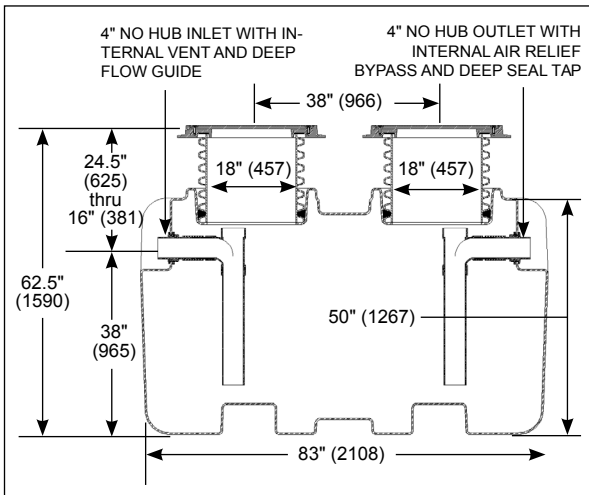 4" NO HUB INLET WITH IN-
TERNAL VENT AND DEEP
FLOW GUIDE
4" NO HUB OUTLET WITH
INTERNAL AIR RELIEF
BYPASS AND DEEP SEAL TAP
38" (966)
24.5"
(625)
thru
16" (381)
18" (457)
18" (457)
62.5"
(1590)
38"
(965)
50" (1267)
83" (2108)